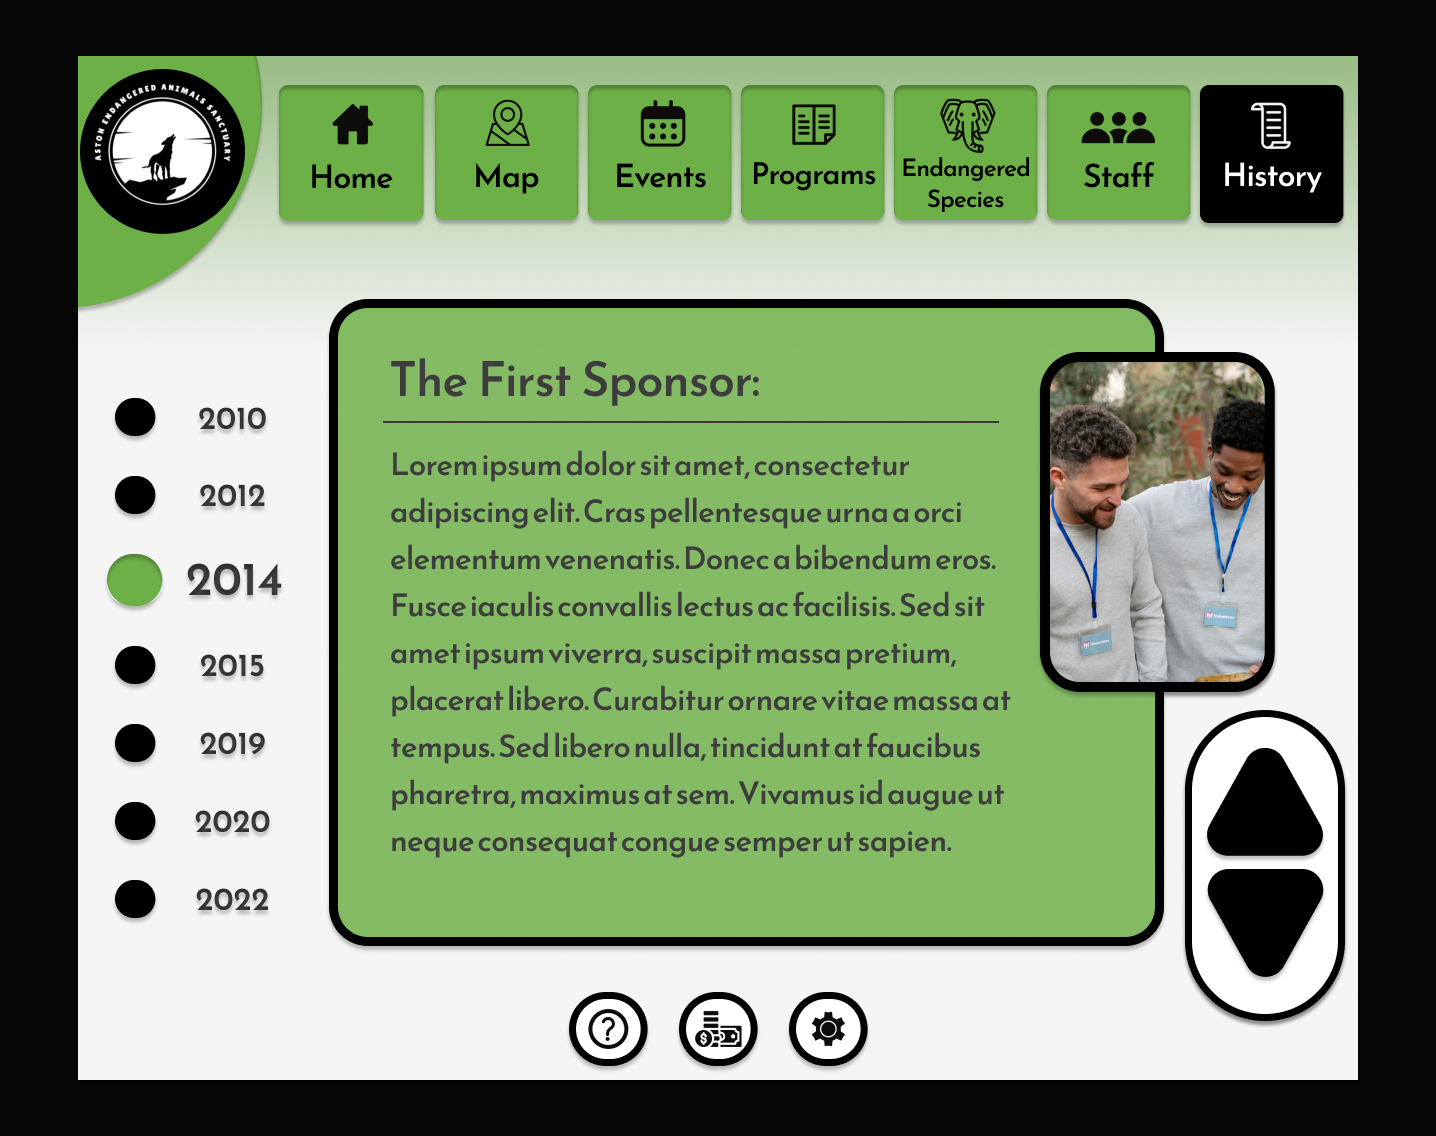 ASTON ENDANGERED ANIMALS SANCTUARY
Home
Map
Events
Programs
Endangered
Species
Staff
History
The First Sponsor:
Lorem ipsum dolor sit amet, consectetur
adipiscing elit. Cras pellentesque urna a orci
elementum venenatis. Donec a bibendum eros.
Fusce iaculis convallis lectus ac facilisis. Sed sit
amet ipsum viverra, suscipit massa pretium,
placerat libero. Curabitur ornare vitae massa at
tempus. Sed libero nulla, tincidunt at faucibus
pharetra, maximus at sem. Vivamus id augue ut
neque consequat congue semper ut sapien.
2010
2012
2014
2015
2019
2020
2022
?
$